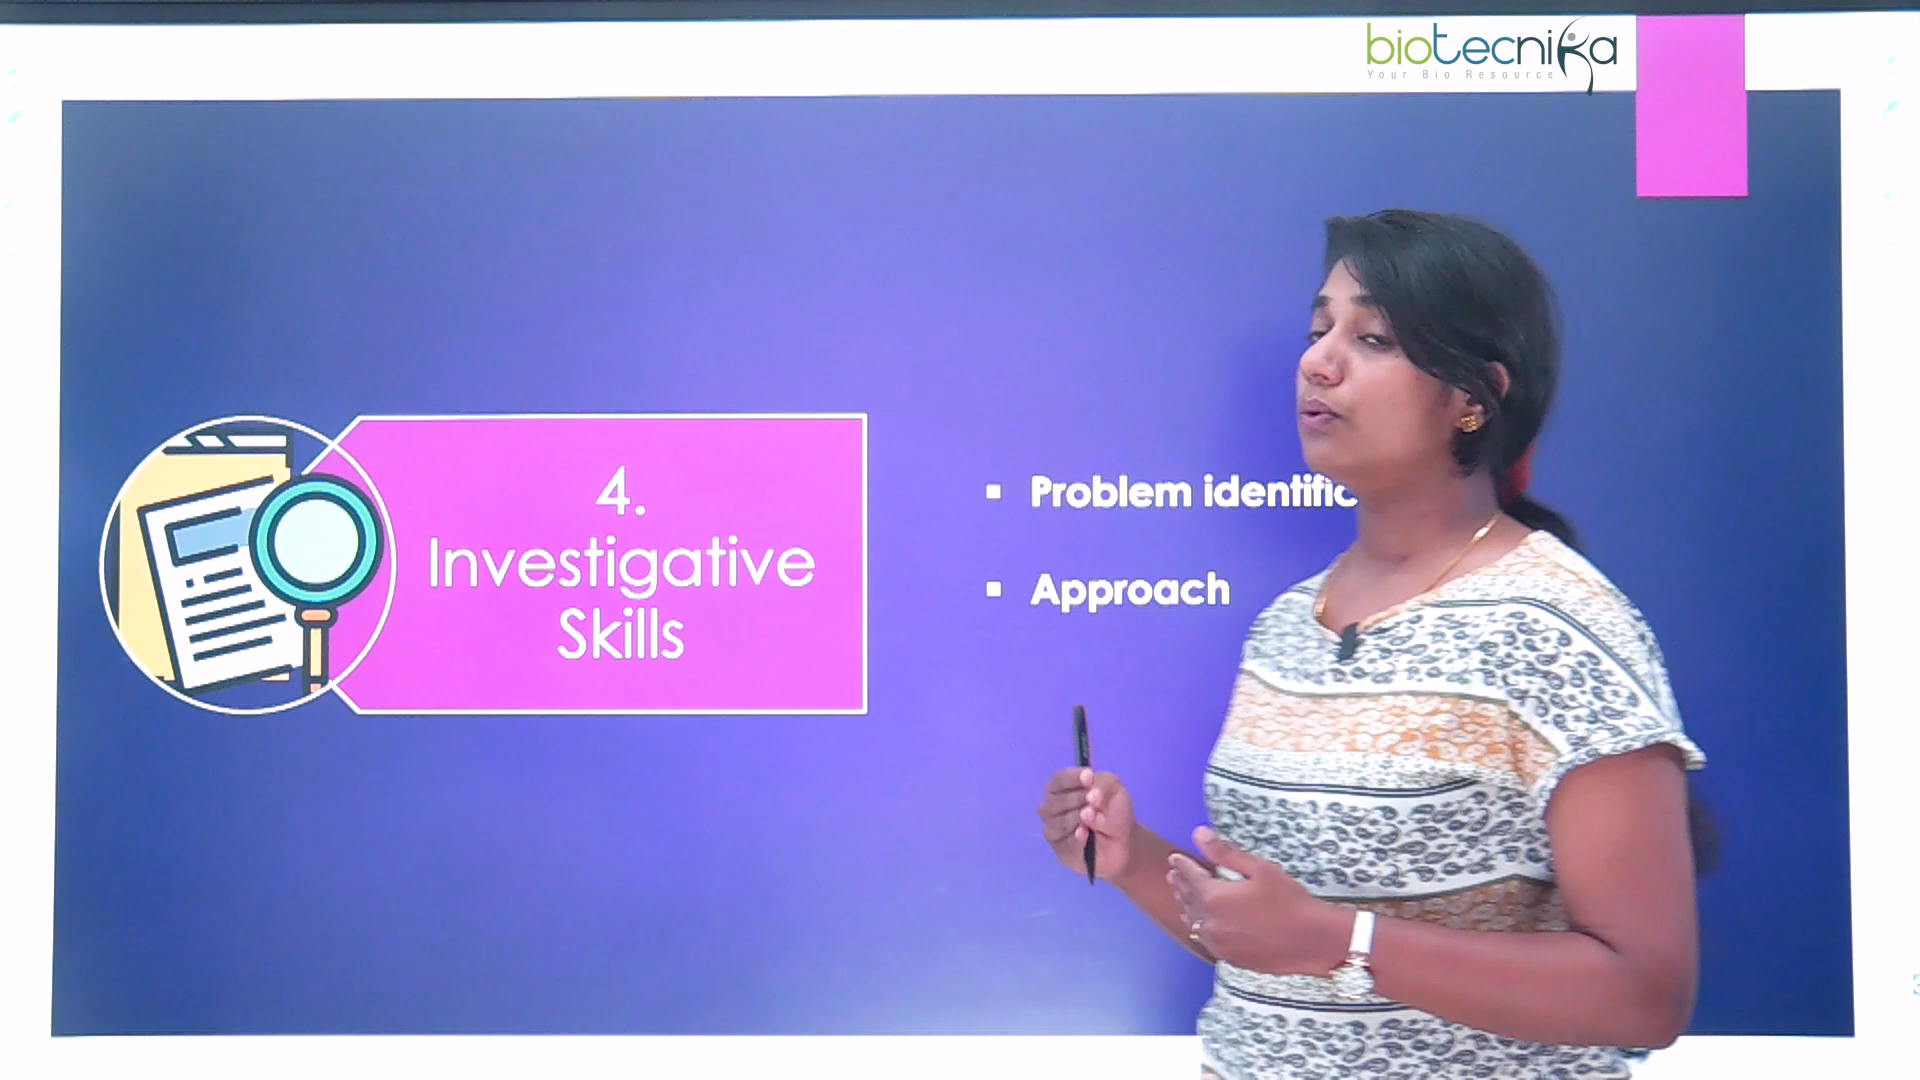 biotecnika
Your Bio Resource
4.
Investigative
Skills
▪ Problem identific
▪ Approach